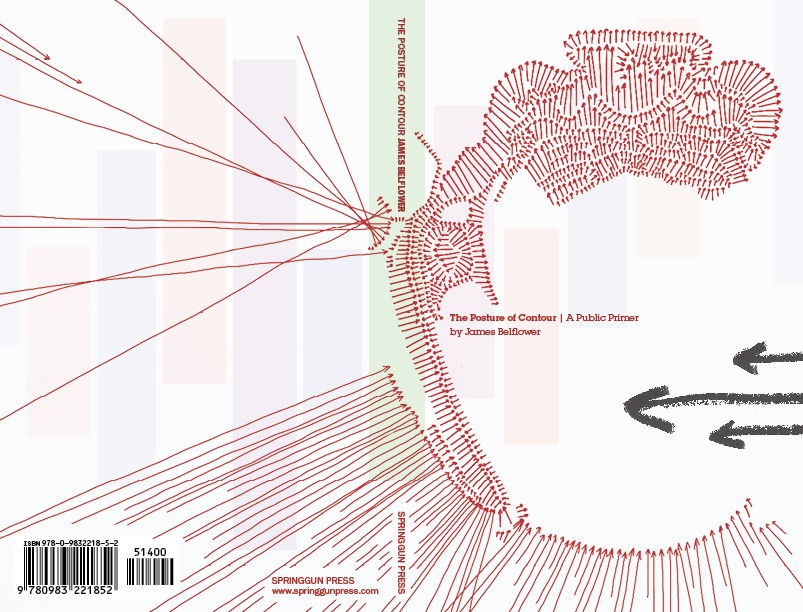 THE POSTURE OF CONTOUR JAMES BELFLOWER
The Posture of Contour | A Public Primer
by James Belflower
SPRINGGUN PRESS
ISBN 978-0-9832218-5-2
51400
9 780983 221852
SPRINGGUN PRESS
www.springgunpress.com